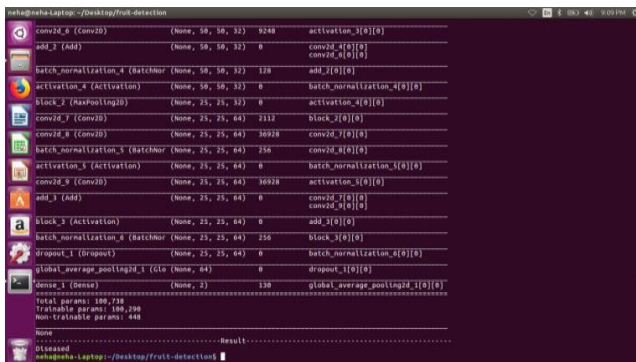 neha@neha-Laptop: ~/Desktop/fruit-detection
9:09 PM
conv2d_6 (Conv2D) (None, 50, 50, 32) 9248 activation_3[0][0]
add_2 (Add) (None, 50, 50, 32) 0 conv2d_4[0][0]
conv2d_6[0][0]
batch_normalization_4 (BatchNor (None, 50, 50, 32) 128 add_2[0][0]
activation_4 (Activation) (None, 50, 50, 32) 0 batch_normalization_4[0][0]
block_2 (MaxPooling2D) (None, 25, 25, 32) 0 activation_4[0][0]
conv2d_7 (Conv2D) (None, 25, 25, 64) 2112 block_2[0][0]
conv2d_8 (Conv2D) (None, 25, 25, 64) 36928 conv2d_7[0][0]
batch_normalization_5 (BatchNor (None, 25, 25, 64) 256 conv2d_8[0][0]
activation_5 (Activation) (None, 25, 25, 64) 0 batch_normalization_5[0][0]
conv2d_9 (Conv2D) (None, 25, 25, 64) 36928 activation_5[0][0]
add_3 (Add) (None, 25, 25, 64) 0 conv2d_7[0][0]
conv2d_9[0][0]
block_3 (Activation) (None, 25, 25, 64) 0 add_3[0][0]
batch_normalization_6 (BatchNor (None, 25, 25, 64) 256 block_3[0][0]
dropout_1 (Dropout) (None, 25, 25, 64) 0 batch_normalization_6[0][0]
global_average_pooling2d_1 (Glo (None, 64) 0 dropout_1[0][0]
dense_1 (Dense) (None, 2) 130 global_average_pooling2d_1[0][0]
Total params: 100,738
Trainable params: 100,290
Non-trainable params: 448
None
Result
Diseased
neha@neha-Laptop:~/Desktop/fruit-detection$